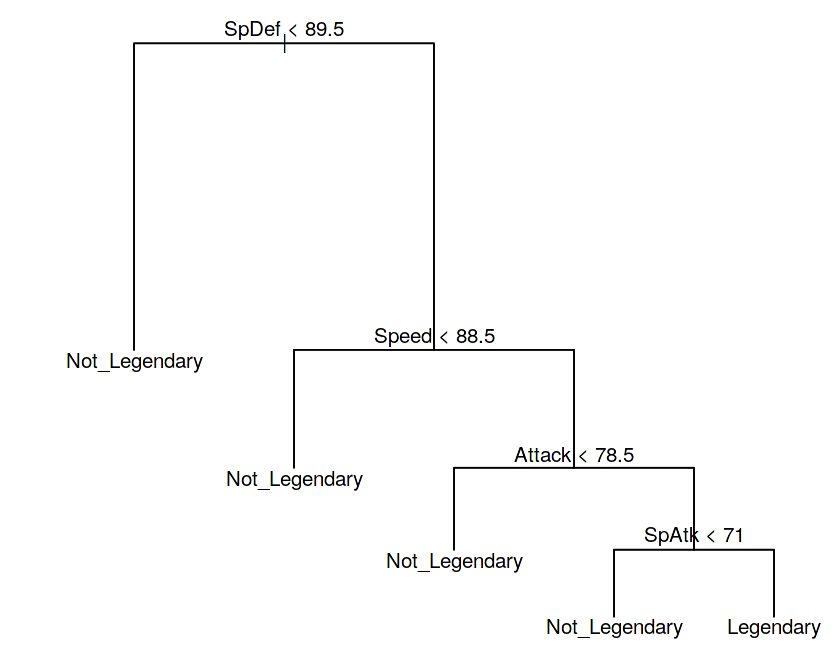 SpDef < 89.5
Speed < 88.5
Not_Legendary
Attack < 78.5
Not_Legendary
SpAtk < 71
Not_Legendary
Not_Legendary
Legendary